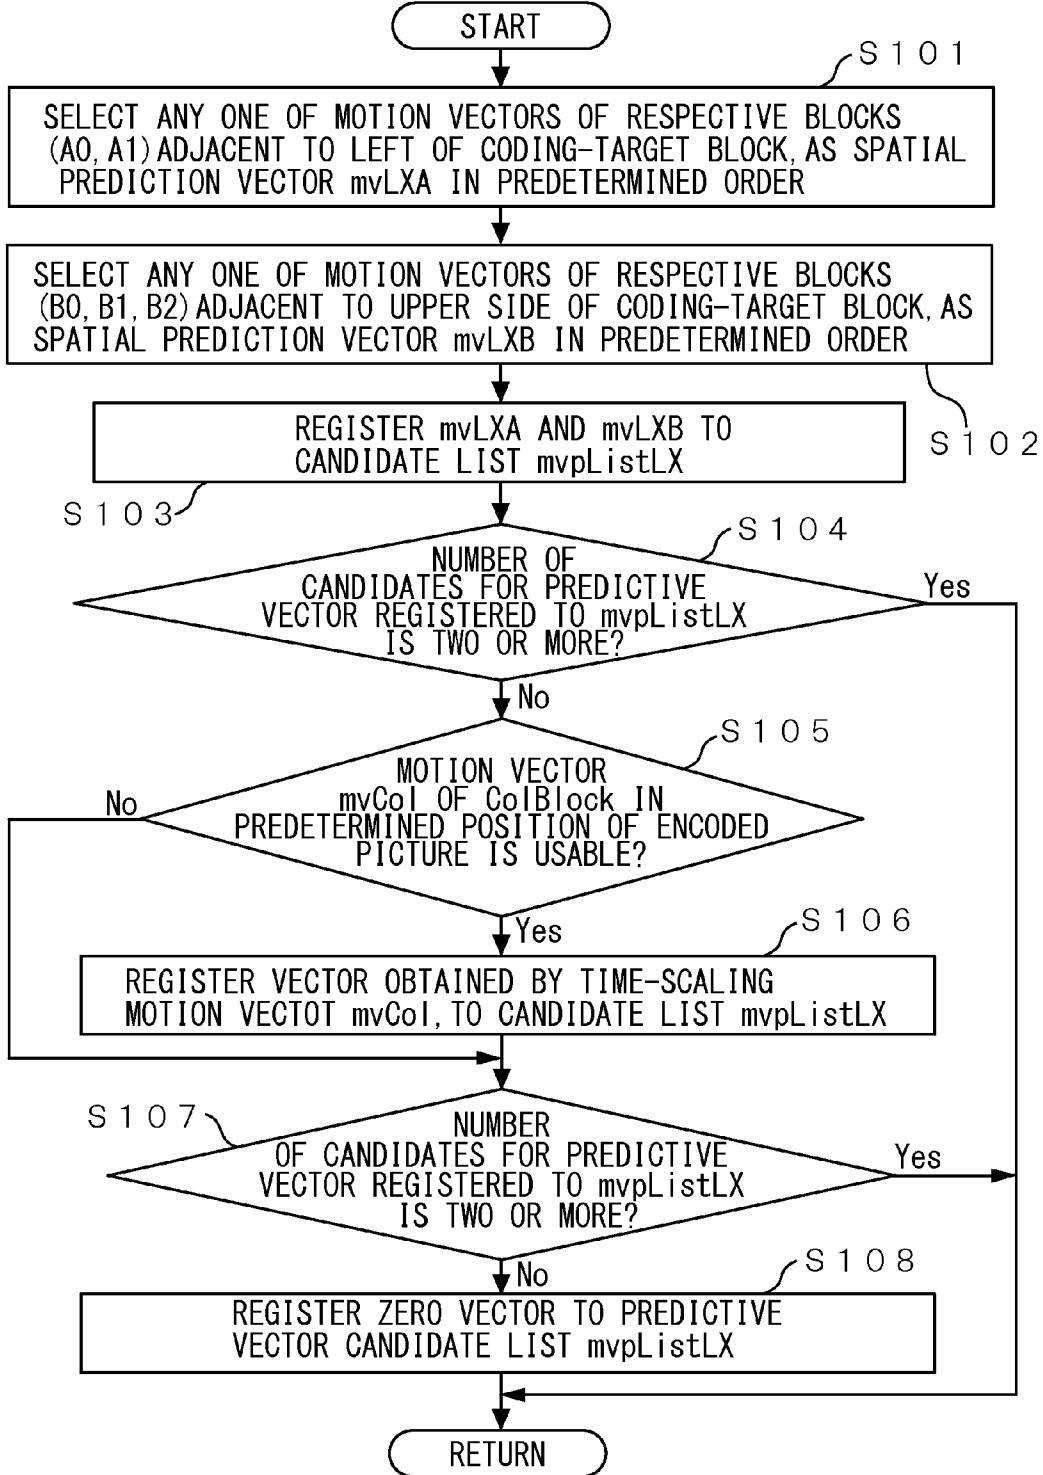 START
S101
SELECT ANY ONE OF MOTION VECTORS OF RESPECTIVE BLOCKS
(A0, A1) ADJACENT TO LEFT OF CODING-TARGET BLOCK, AS SPATIAL
PREDICTION VECTOR mvLXA IN PREDETERMINED ORDER
SELECT ANY ONE OF MOTION VECTORS OF RESPECTIVE BLOCKS
(B0, B1, B2) ADJACENT TO UPPER SIDE OF CODING-TARGET BLOCK, AS
SPATIAL PREDICTION VECTOR mvLXB IN PREDETERMINED ORDER
S102
REGISTER mvLXA AND mvLXB TO
CANDIDATE LIST mvpListLX
S103
S104
NUMBER OF
CANDIDATES FOR PREDICTIVE
VECTOR REGISTERED TO mvpListLX
IS TWO OR MORE?
Yes
No
S105
MOTION VECTOR
mvCol OF ColBlock IN
PREDETERMINED POSITION OF ENCODED
PICTURE IS USABLE?
No
Yes
S106
REGISTER VECTOR OBTAINED BY TIME-SCALING
MOTION VECTOT mvCol, TO CANDIDATE LIST mvpListLX
S107
NUMBER
OF CANDIDATES FOR PREDICTIVE
VECTOR REGISTERED TO mvpListLX
IS TWO OR MORE?
Yes
No
S108
REGISTER ZERO VECTOR TO PREDICTIVE
VECTOR CANDIDATE LIST mvpListLX
RETURN